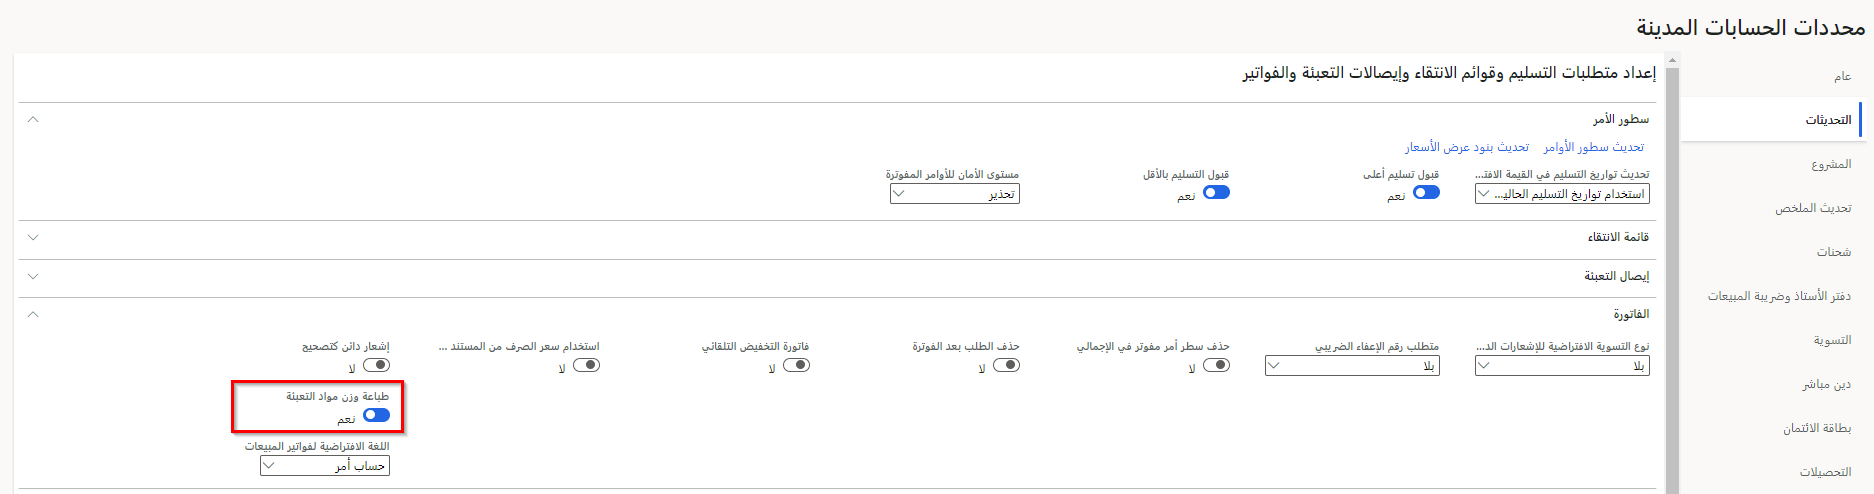 محددات الحسابات المدينة
عام
التحديثات
المشروع
تحديث الملخص
شحنات
دفتر الأستاذ وضريبة المبيعات
التسوية
دين مباشر
بطاقة الائتمان
التحصيلات
إعداد متطلبات التسليم وقوائم الانتقاء وإيصالات التعبئة والفواتير
سطور الأمر
تحديث سطور الأوامر تحديث بنود عرض الأسعار
تحديث تواريخ التسليم في القيمة الافت... قبول تسليم أعلى قبول التسليم بالأقل مستوى الأمان للأوامر المفوترة
استخدام تواريخ التسليم الحالي... نعم نعم تحذير
قائمة الانتقاء
إيصال التعبئة
الفاتورة
نوع التسوية الافتراضية للإشعارات الد... متطلب رقم الإعفاء الضريبي حذف سطر أمر مفوتر في الإجمالي حذف الطلب بعد الفوترة فاتورة التخفيض التلقائي استخدام سعر الصرف من المستند ... إشعار دائن كتصحيح
بلا بلا لا لا لا لا لا
طباعة وزن مواد التعبئة
نعم
اللغة الافتراضية لفواتير المبيعات
حساب أمر